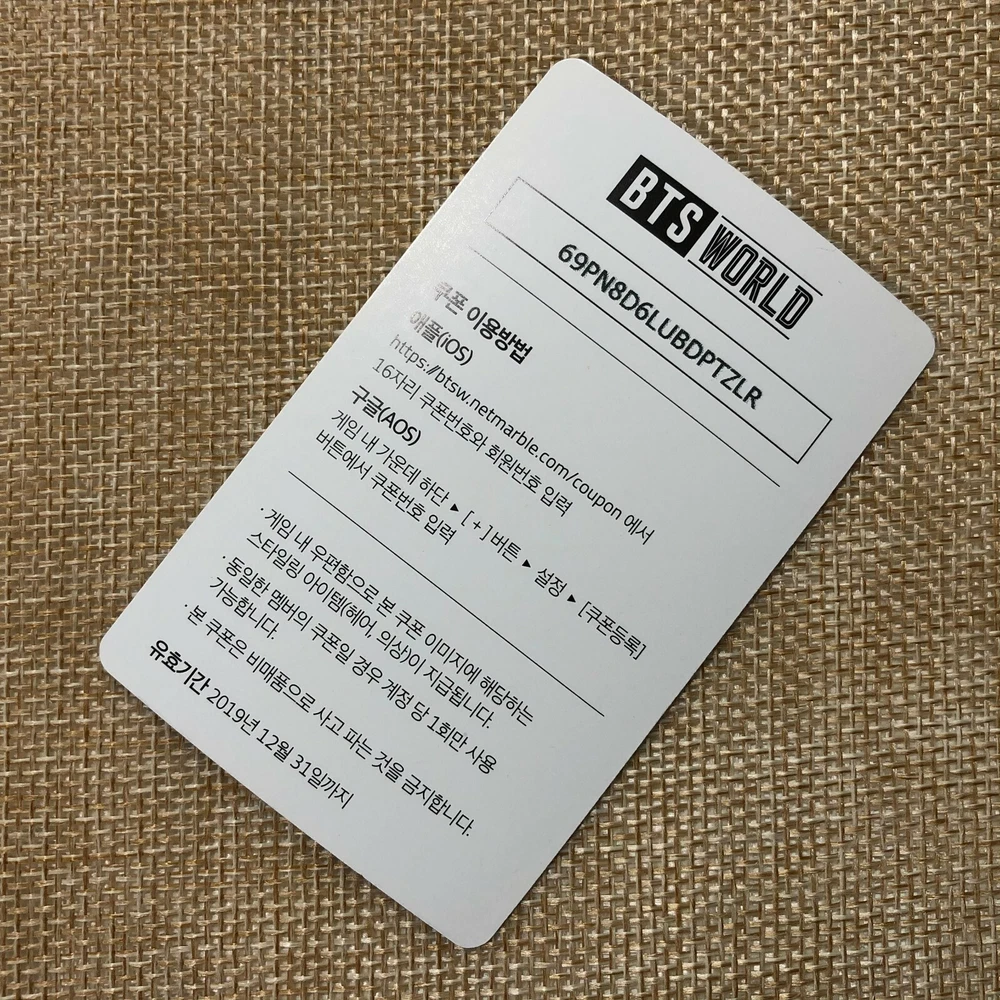 BTS WORLD
69PN8D6LUBDPTZLR
쿠폰 이용방법
애플(iOS)
https://btsw.netmarble.com/coupon 에서
16자리 쿠폰번호와 회원번호 입력
구글(AOS)
게임 내 가운데 하단 ▸ [ + ] 버튼 ▸ 설정 ▸ [쿠폰등록]
버튼에서 쿠폰번호 입력
· 게임 내 우편함으로 본 쿠폰 이미지에 해당하는
스타일링 아이템(헤어, 의상)이 지급됩니다.
· 동일한 멤버의 쿠폰일 경우 계정 당 1회만 사용
가능합니다.
· 본 쿠폰은 비매품으로 사고 파는 것을 금지합니다.
유효기간 2019년 12월 31일까지